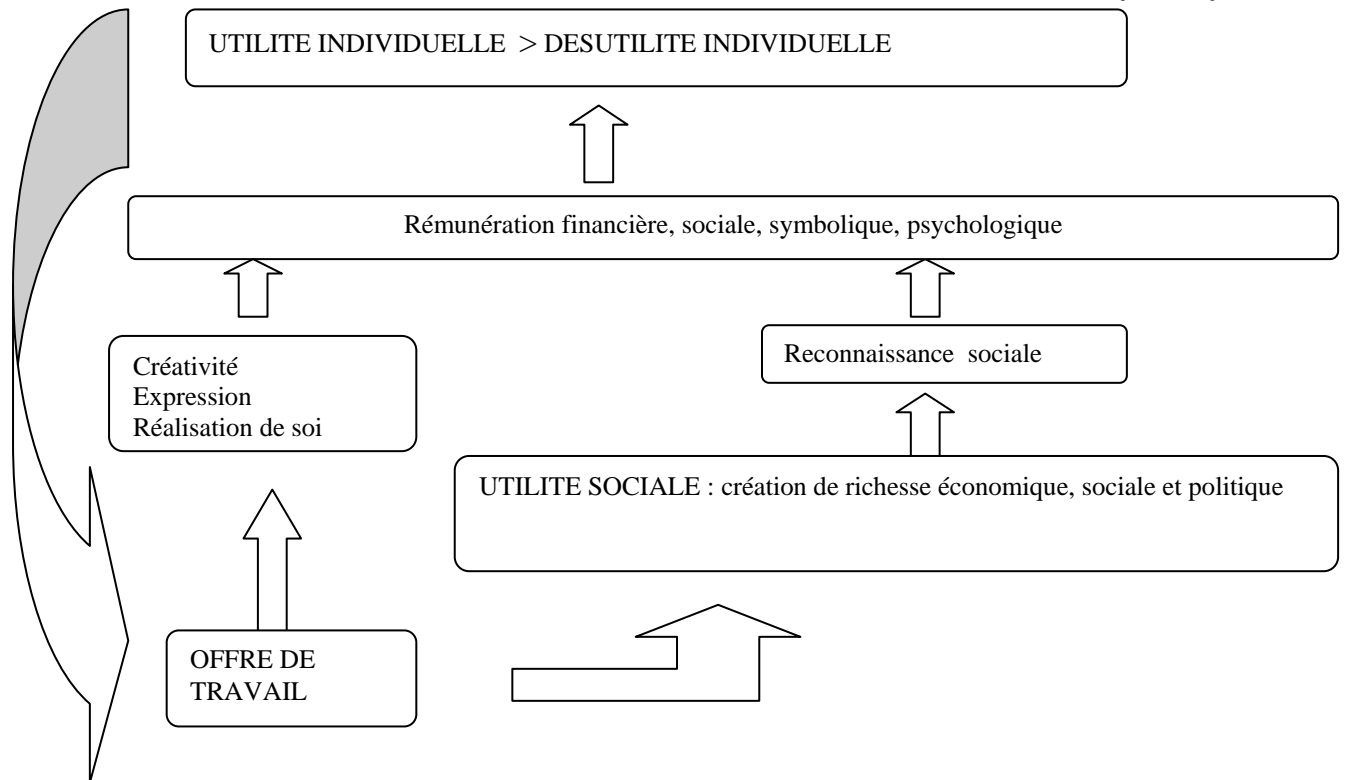 UTILITE INDIVIDUELLE > DESUTILITE INDIVIDUELLE
Rémunération financière, sociale, symbolique, psychologique
Créativité
Expression
Réalisation de soi
Reconnaissance sociale
UTILITE SOCIALE : création de richesse économique, sociale et politique
OFFRE DE
TRAVAIL